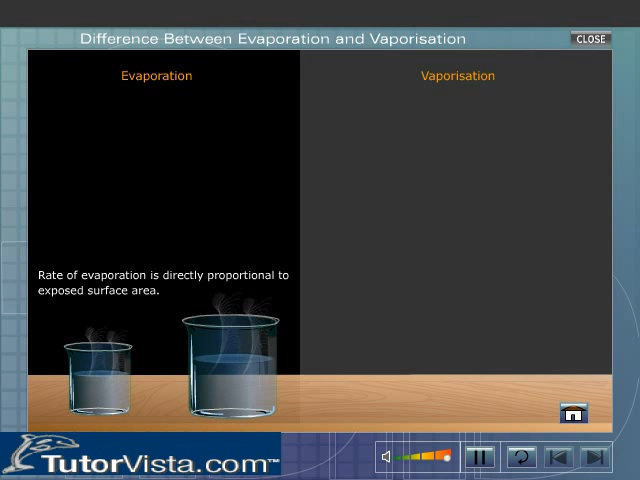 Difference Between Evaporation and Vaporisation
CLOSE
Evaporation
Vaporisation
Rate of evaporation is directly proportional to
exposed surface area.
TutorVista.com™